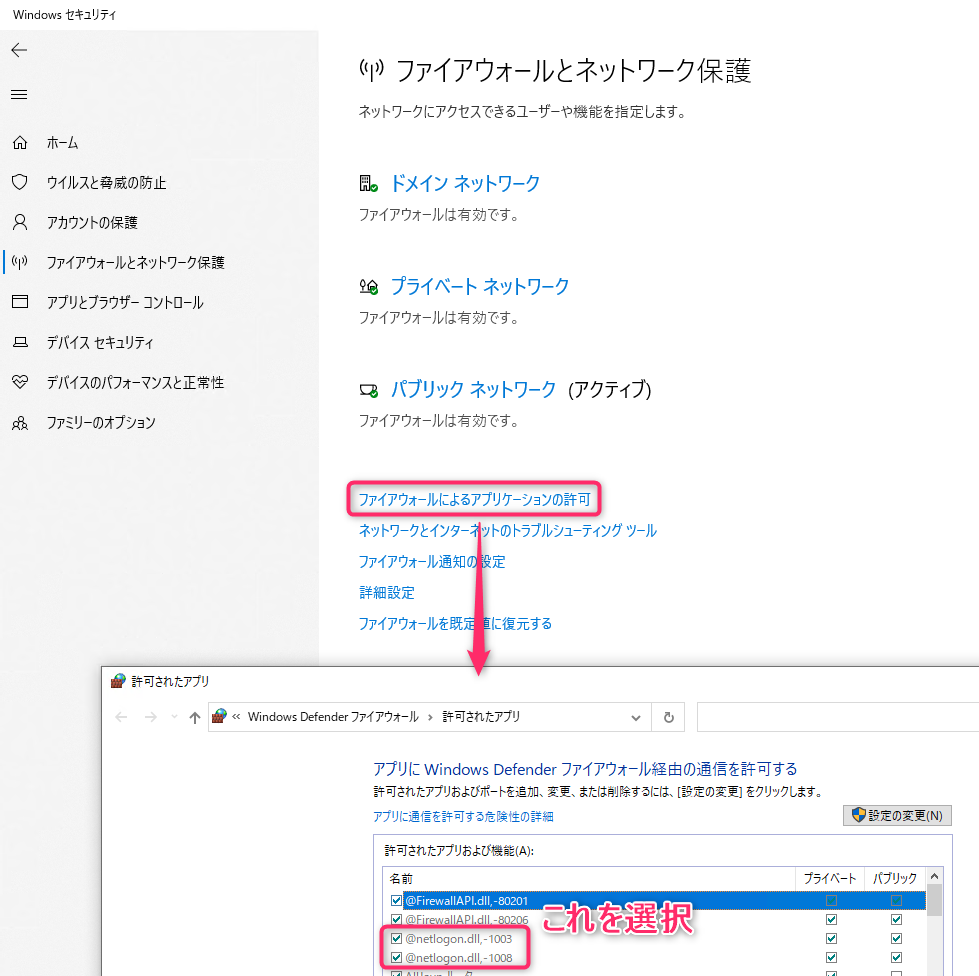 Windows セキュリティ
ファイアウォールとネットワーク保護
ネットワークにアクセスできるユーザーや機能を指定します。
ホーム
ウイルスと脅威の防止
アカウントの保護
ファイアウォールとネットワーク保護
アプリとブラウザー コントロール
デバイス セキュリティ
デバイスのパフォーマンスと正常性
ファミリーのオプション
ドメイン ネットワーク
ファイアウォールは有効です。
プライベート ネットワーク
ファイアウォールは有効です。
パブリック ネットワーク (アクティブ)
ファイアウォールは有効です。
ファイアウォールによるアプリケーションの許可
ネットワークとインターネットのトラブルシューティング ツール
ファイアウォール通知の設定
詳細設定
ファイアウォールを既定値に復元する
許可されたアプリ
« Windows Defender ファイアウォール › 許可されたアプリ
アプリに Windows Defender ファイアウォール経由の通信を許可する
許可されたアプリおよびポートを追加、変更、または削除するには、[設定の変更] をクリックします。
アプリに通信を許可する危険性の詳細
設定の変更(N)
許可されたアプリおよび機能(A):
名前 プライベート パブリック
@FirewallAPI.dll,-80201
@FirewallAPI.dll,-80206
これを選択
@netlogon.dll,-1003
@netlogon.dll,-1008